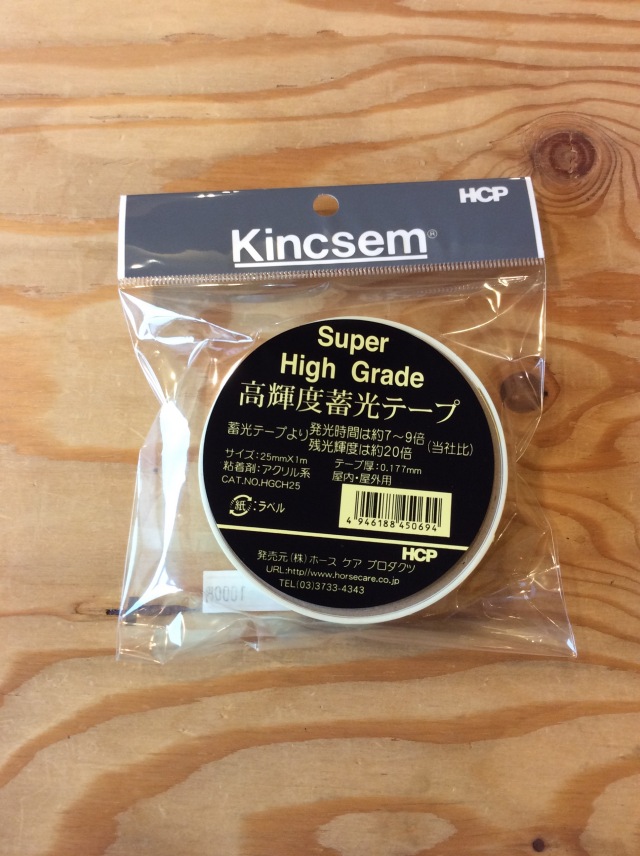 HCP
Kincsem®
Super
High Grade
高輝度蓄光テープ
蓄光テープより発光時間は約7～9倍(当社比)
残光輝度は約20倍
サイズ:25mm×1m テープ厚:0.177mm
粘着剤:アクリル系 屋内・屋外用
CAT.NO.HGCH25
紙:ラベル
4 946188 450694
HCP
発売元(株)ホース ケア プロダクツ
URL:http//www.horsecare.co.jp
TEL(03)3733-4343